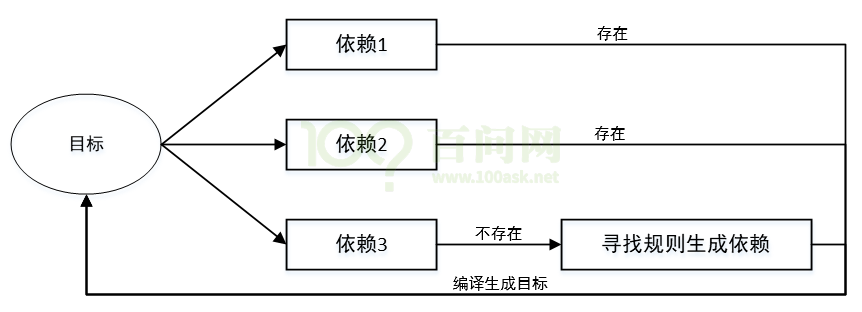 依赖1
存在
目标
依赖2
存在
100?
百问网
www.100ask.net
依赖3
不存在
寻找规则生成依赖
编译生成目标